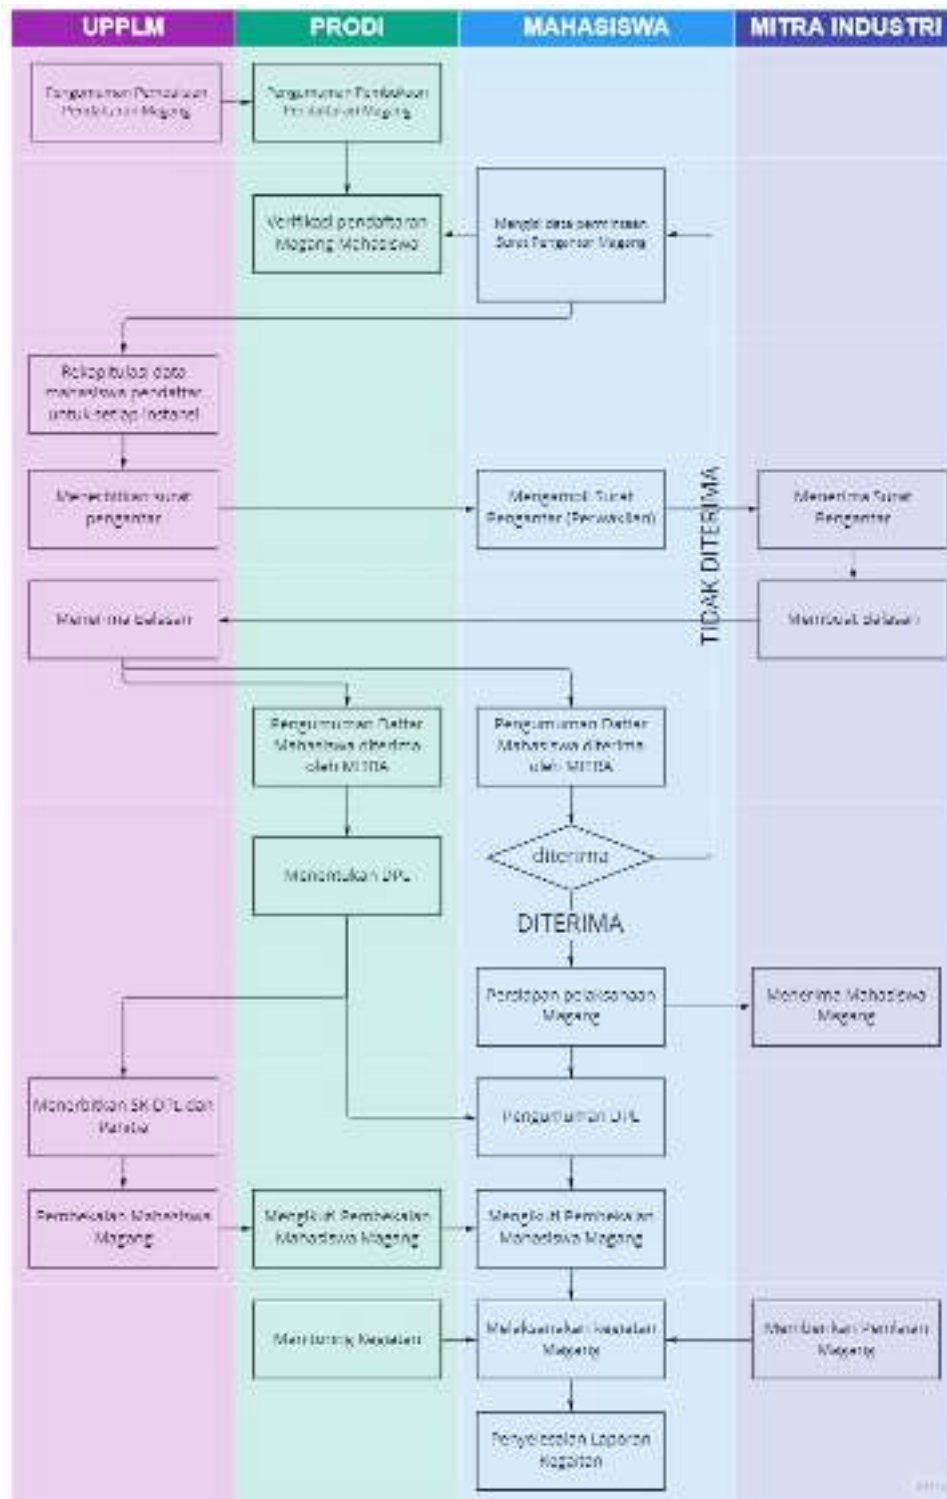 UPPLM
PRODI
MAHASISWA
MITRA INDUSTRI
Pengumuman Pembukaan
Pendaftaran Magang
Pengumuman Pembukaan
Pendaftaran Magang
Verifikasi pendaftaran
Magang Mahasiswa
Mengisi data permintaan
Surat Pengantar Magang
Rekapitulasi data
mahasiswa pendaftar
untuk setiap instansi
Menerbitkan surat
pengantar
Mengambil Surat
Pengantar (Perwakilan)
TIDAK DITERIMA
Menerima Surat
Pengantar
Menerima Balasan
Membuat Balasan
Pengumuman Daftar
Mahasiswa diterima
oleh MITRA
Pengumuman Daftar
Mahasiswa diterima
oleh MITRA
Menentukan DPL
diterima
DITERIMA
Persiapan pelaksanaan
Magang
Menerima Mahasiswa
Magang
Menerbitkan SK DPL dan
Panitia
Pengumuman DPL
Pembekalan Mahasiswa
Magang
Mengikuti Pembekalan
Mahasiswa Magang
Mengikuti Pembekalan
Mahasiswa Magang
Monitoring Kegiatan
Melaksanakan kegiatan
Magang
Memberikan Penilaian
Magang
Penyelesaian Laporan
Kegaitan